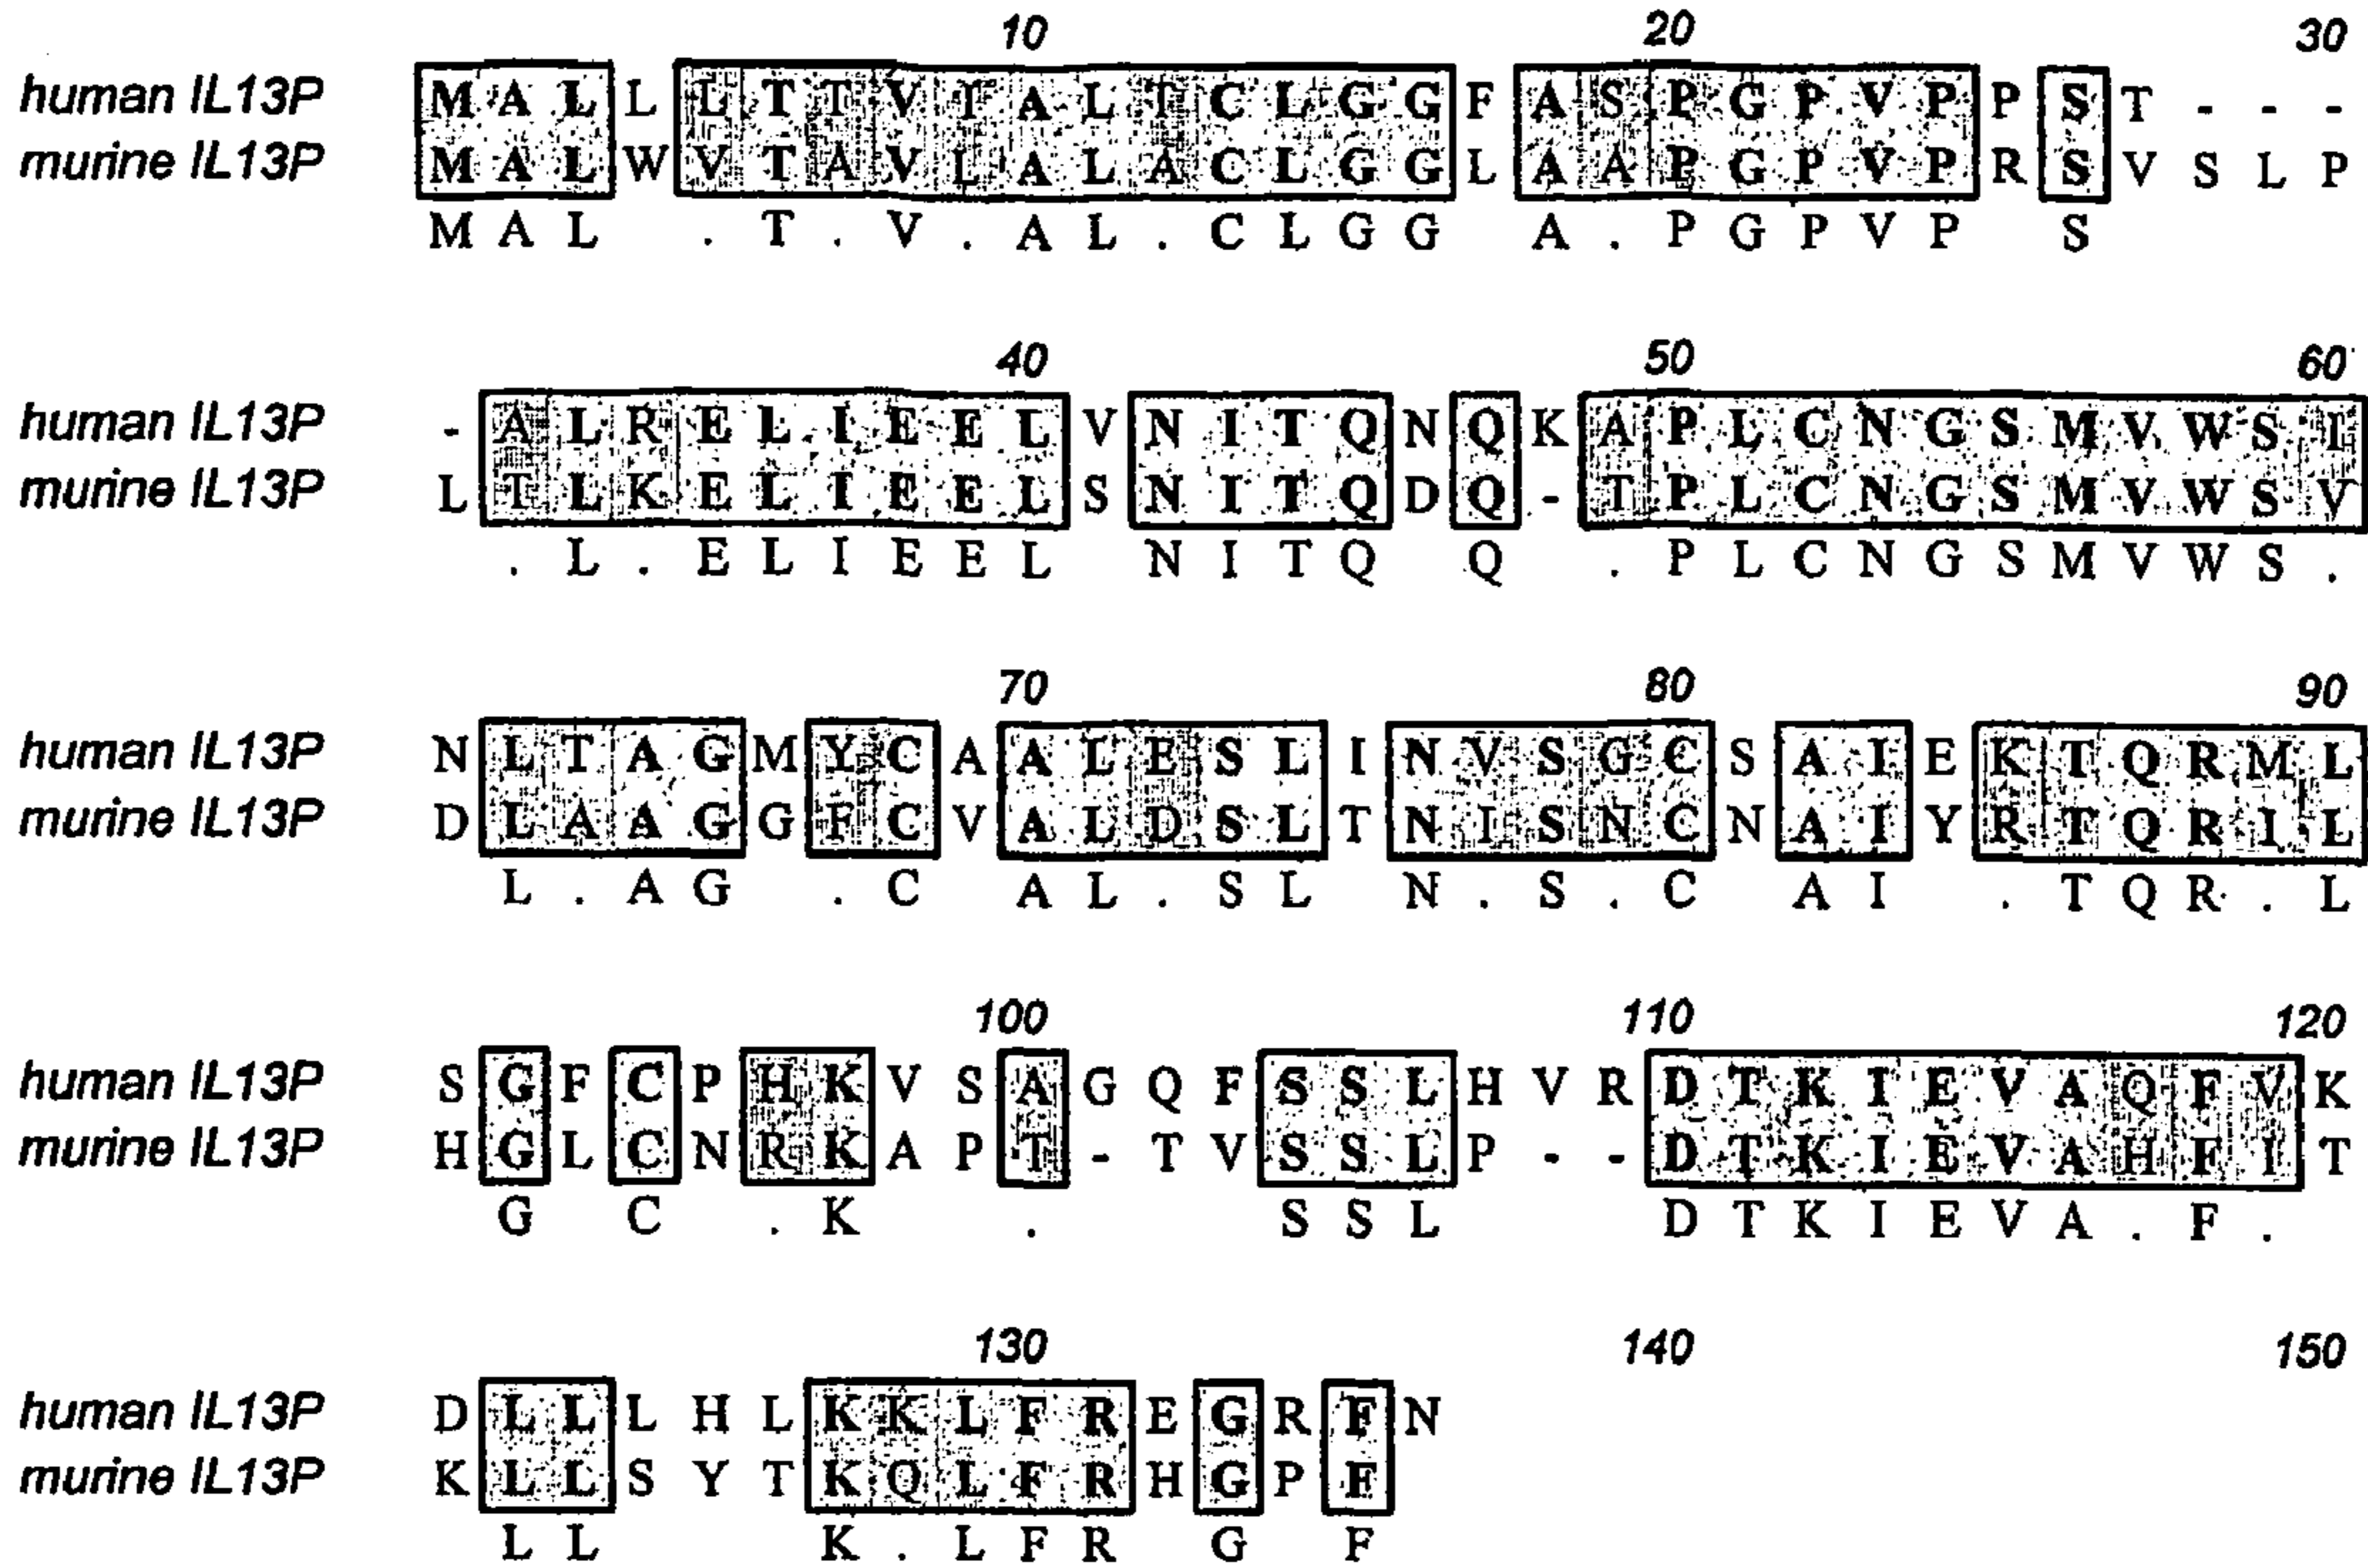 10 20 30
human IL13P M A L L L T T V T A L T C L G G F A S P G P V P P S T - - -
murine IL13P M A L W V T A V L A L A C L G G L A A P G P V P R S V S L P
M A L . T . V . A L . C L G G A . P G P V P S
40 50 60
human IL13P - A L R E L I E E L V N I T Q N Q K A P L C N G S M V W S I
murine IL13P L T L K E L I E E L S N I T Q D Q - T P L C N G S M V W S V
. L . E L I E E L N I T Q Q . P L C N G S M V W S .
70 80 90
human IL13P N L T A G M Y C A A L E S L I N V S G C S A I E K T Q R M L
murine IL13P D L A A G G F C V A L D S L T N I S N C N A I Y R T Q R I L
L . A G . C A L . S L N . S . C A I . T Q R . L
100 110 120
human IL13P S G F C P H K V S A G Q F S S L H V R D T K I E V A Q F V K
murine IL13P H G L C N R K A P T - T V S S L P - - D T K I E V A H F I T
G C . K . S S L D T K I E V A . F .
130 140 150
human IL13P D L L L H L K K L F R E G R F N
murine IL13P K L L S Y T K Q L F R H G P F
L L K . L F R G F